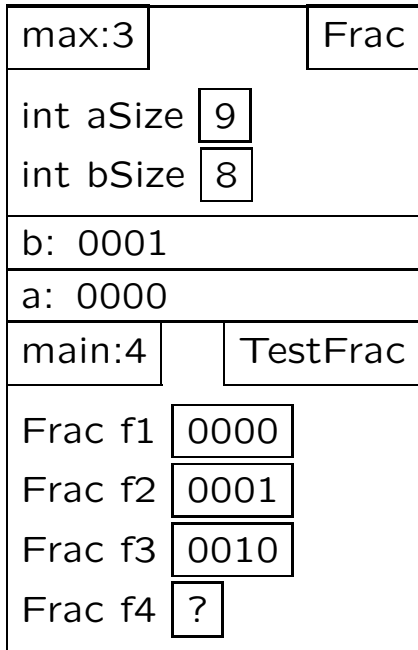 max:3 Frac
int aSize 9
int bSize 8
b: 0001
a: 0000
main:4 TestFrac
Frac f1 0000
Frac f2 0001
Frac f3 0010
Frac f4 ?